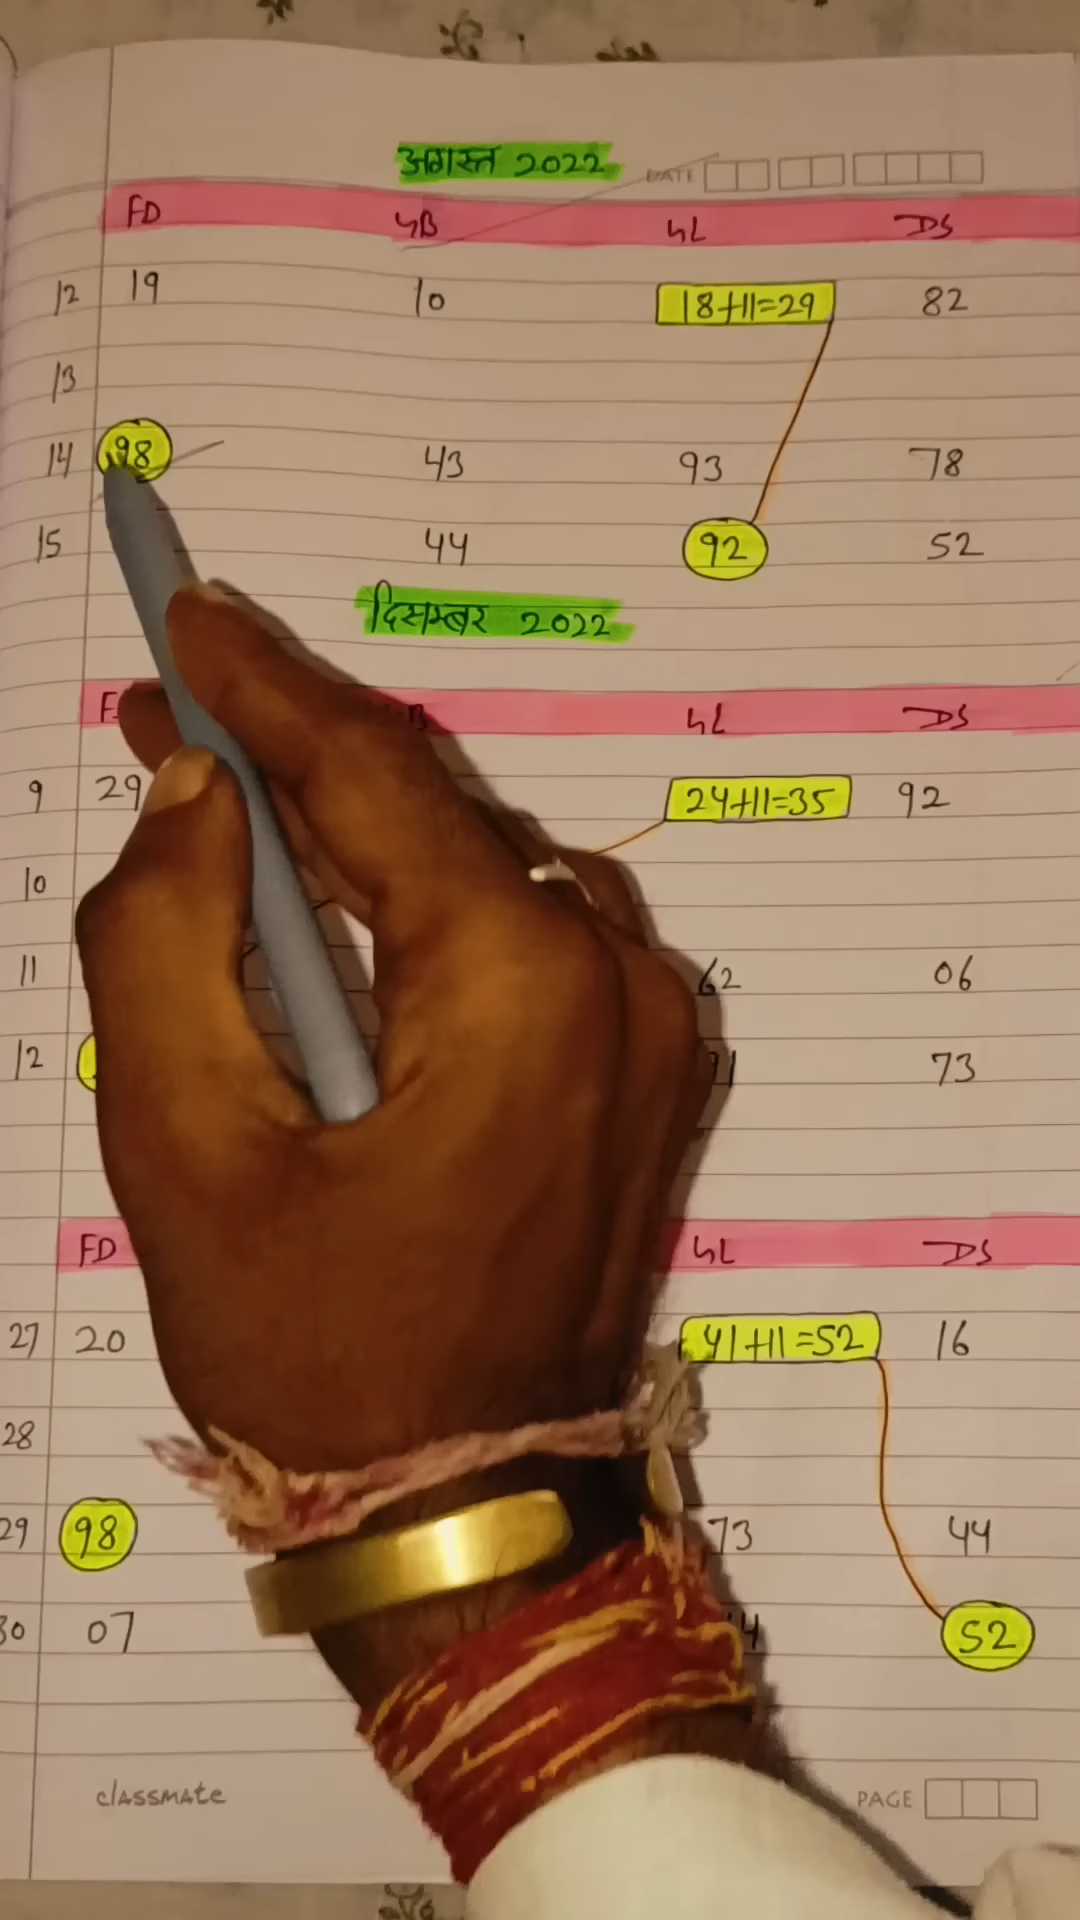 अगस्त 2022
DATE
FD GB GL DS
12 19 10 18+11=29 82
13
14 98 43 93 78
15 44 92 52
दिसम्बर 2022
GL DS
9 29 24+11=35 92
10
11 62 06
12 73
FD GL DS
27 20 41+11=52 16
28
29 98 73 44
30 07 52
classmate PAGE